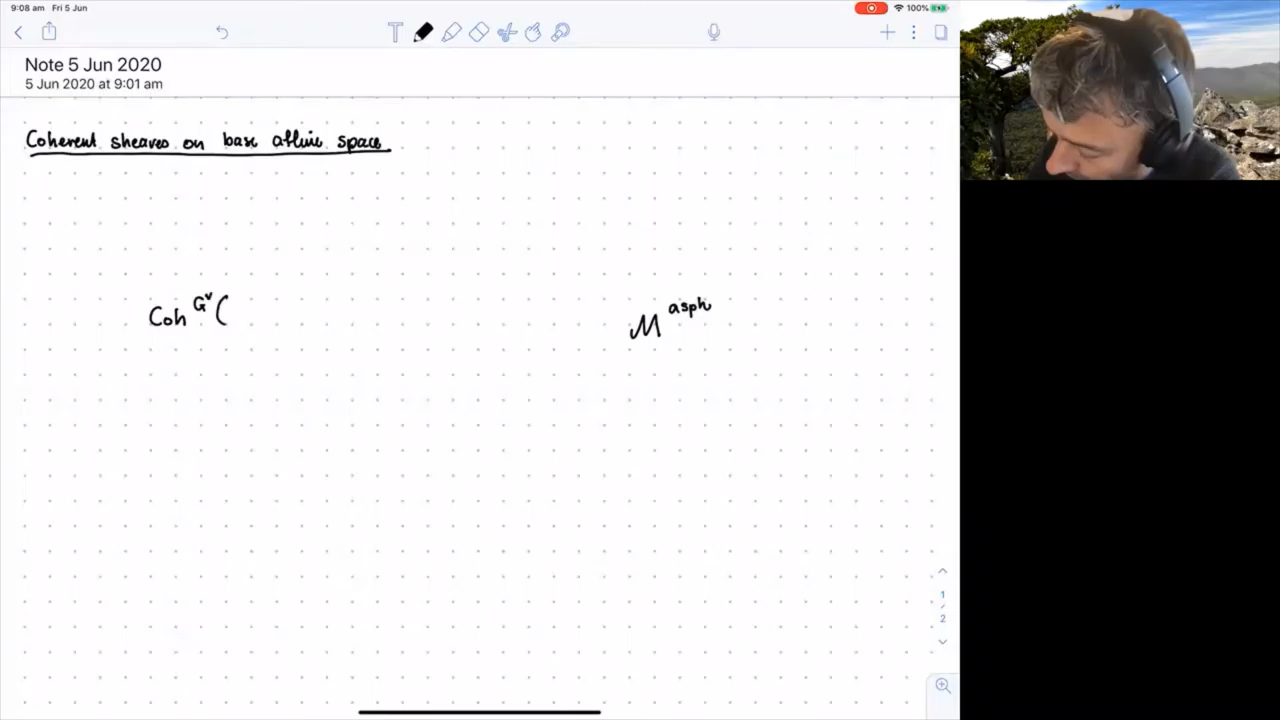 9:08 am Fri 5 Jun
100%
Note 5 Jun 2020
5 Jun 2020 at 9:01 am
Coherent sheaves on base affine space
Coh^{G^∨}(
M^{asph}
1
/
2